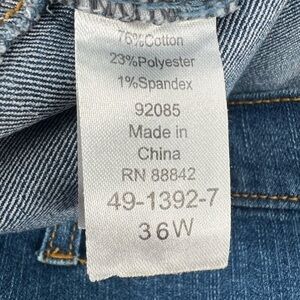 76%Cotton
23%Polyester
1%Spandex
92085
Made in
China
RN 88842
49-1392-7
36W